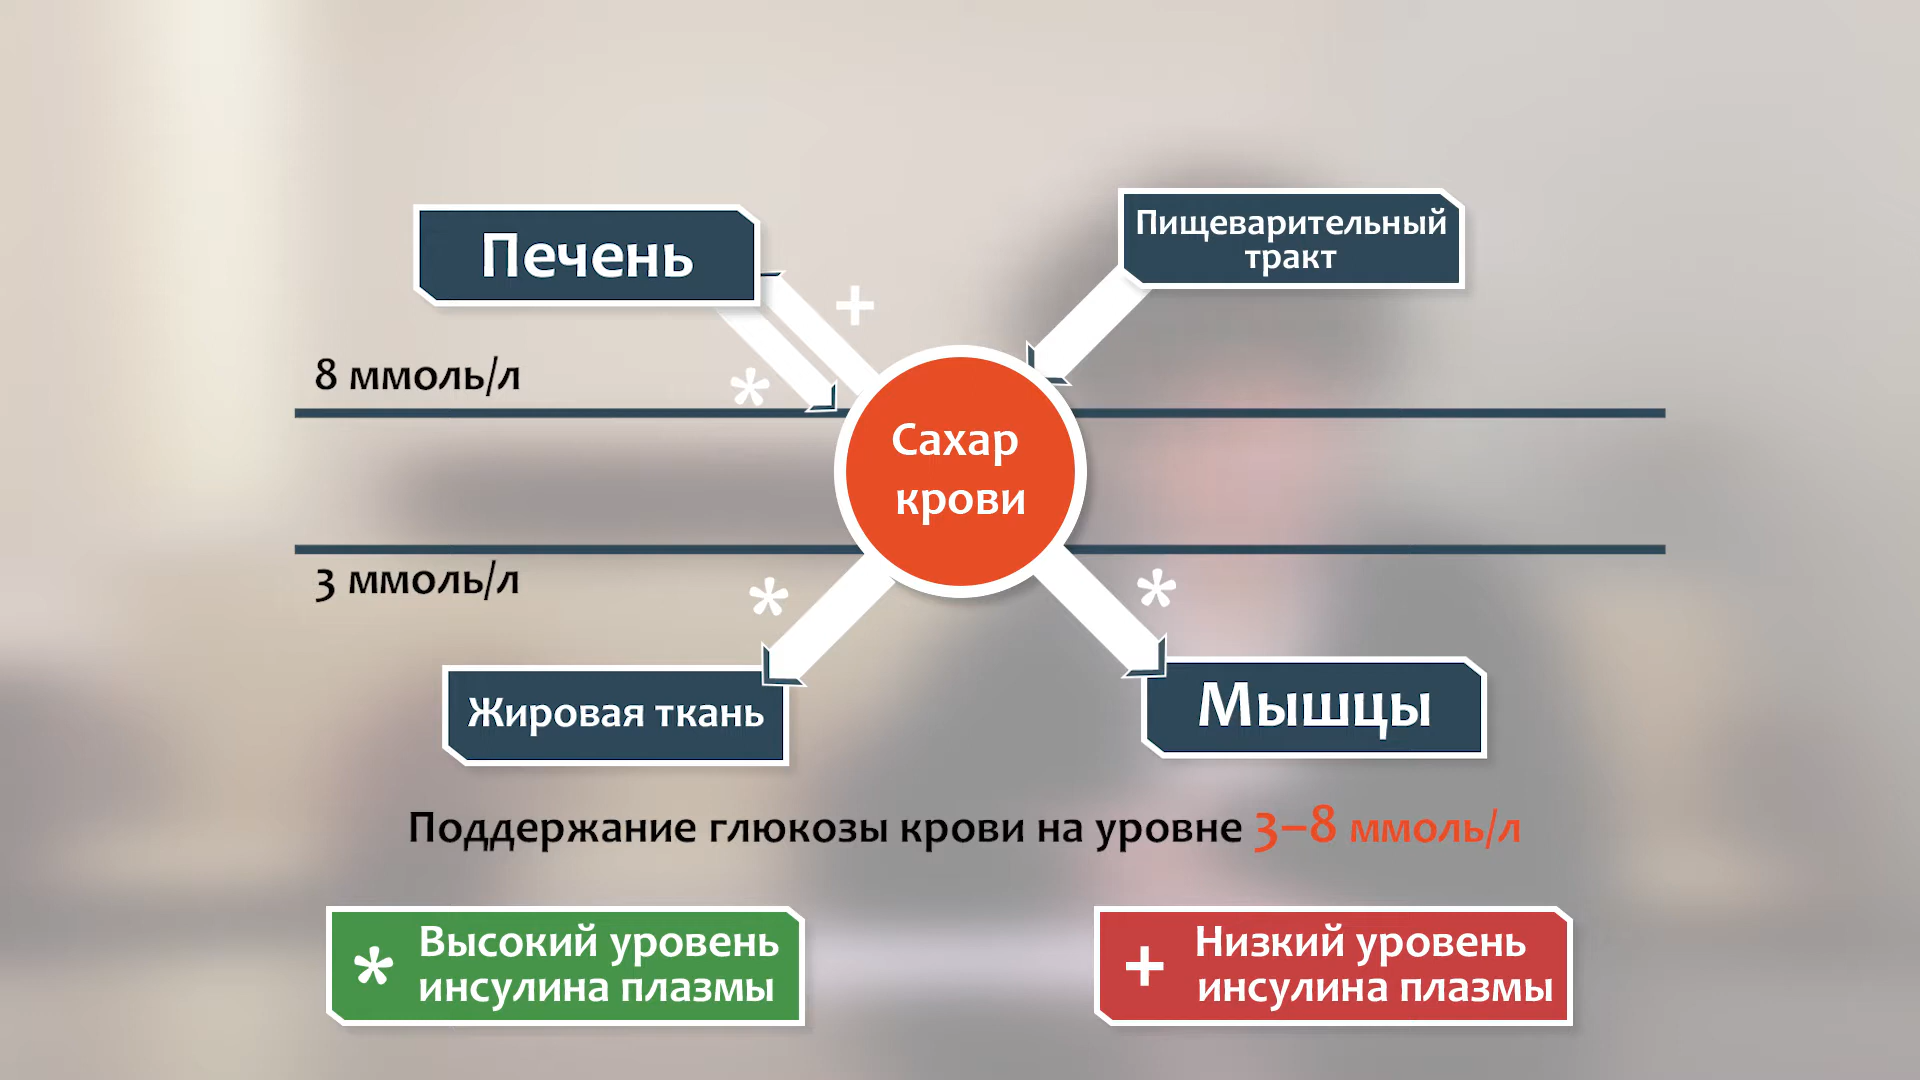 Печень
Пищеварительный
тракт
+
8 ммоль/л
*
Сахар
крови
3 ммоль/л
*
*
Жировая ткань
Мышцы
Поддержание глюкозы крови на уровне 3–8 ммоль/л
* Высокий уровень
инсулина плазмы
+ Низкий уровень
инсулина плазмы